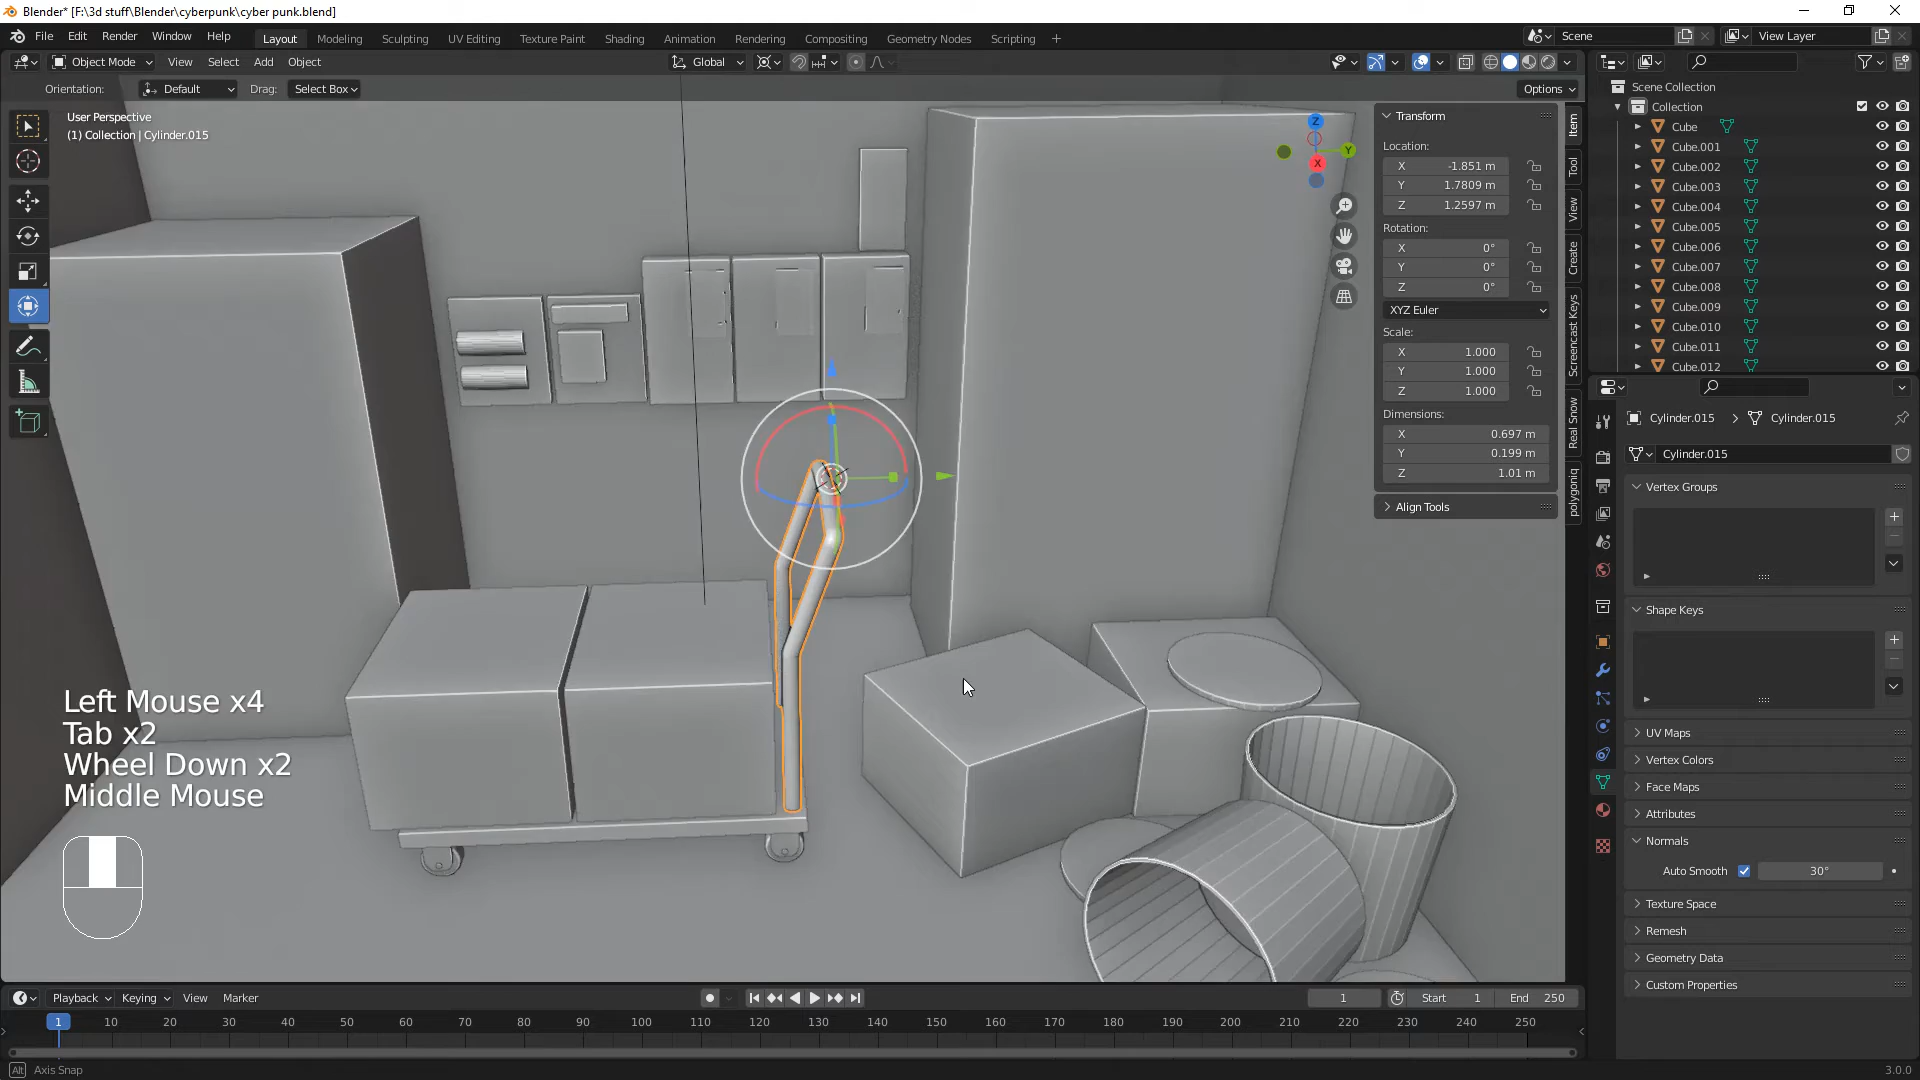 Blender* [F:\3d stuff\Blender\cyberpunk\cyber punk.blend]
File Edit Render Window Help Layout Modeling Sculpting UV Editing Texture Paint Shading Animation Rendering Compositing Geometry Nodes Scripting + Scene View Layer
Object Mode View Select Add Object Global
Orientation: Default Drag: Select Box Options
User Perspective
(1) Collection | Cylinder.015
Z
Y
X
Transform
Location:
X -1.851 m
Y 1.7809 m
Z 1.2597 m
Rotation:
X 0°
Y 0°
Z 0°
XYZ Euler
Scale:
X 1.000
Y 1.000
Z 1.000
Dimensions:
X 0.697 m
Y 0.199 m
Z 1.01 m
Align Tools
Item
Tool
View
Create
Screencast Keys
Real Snow
polygoniq
Scene Collection
Collection
Cube
Cube.001
Cube.002
Cube.003
Cube.004
Cube.005
Cube.006
Cube.007
Cube.008
Cube.009
Cube.010
Cube.011
Cube.012
Cylinder.015 Cylinder.015
Cylinder.015
Vertex Groups
Shape Keys
UV Maps
Vertex Colors
Face Maps
Attributes
Normals
Auto Smooth 30°
Texture Space
Remesh
Geometry Data
Custom Properties
Left Mouse x4
Tab x2
Wheel Down x2
Middle Mouse
Playback Keying View Marker 1 Start 1 End 250
1 10 20 30 40 50 60 70 80 90 100 110 120 130 140 150 160 170 180 190 200 210 220 230 240 250
Alt Axis Snap 3.0.0